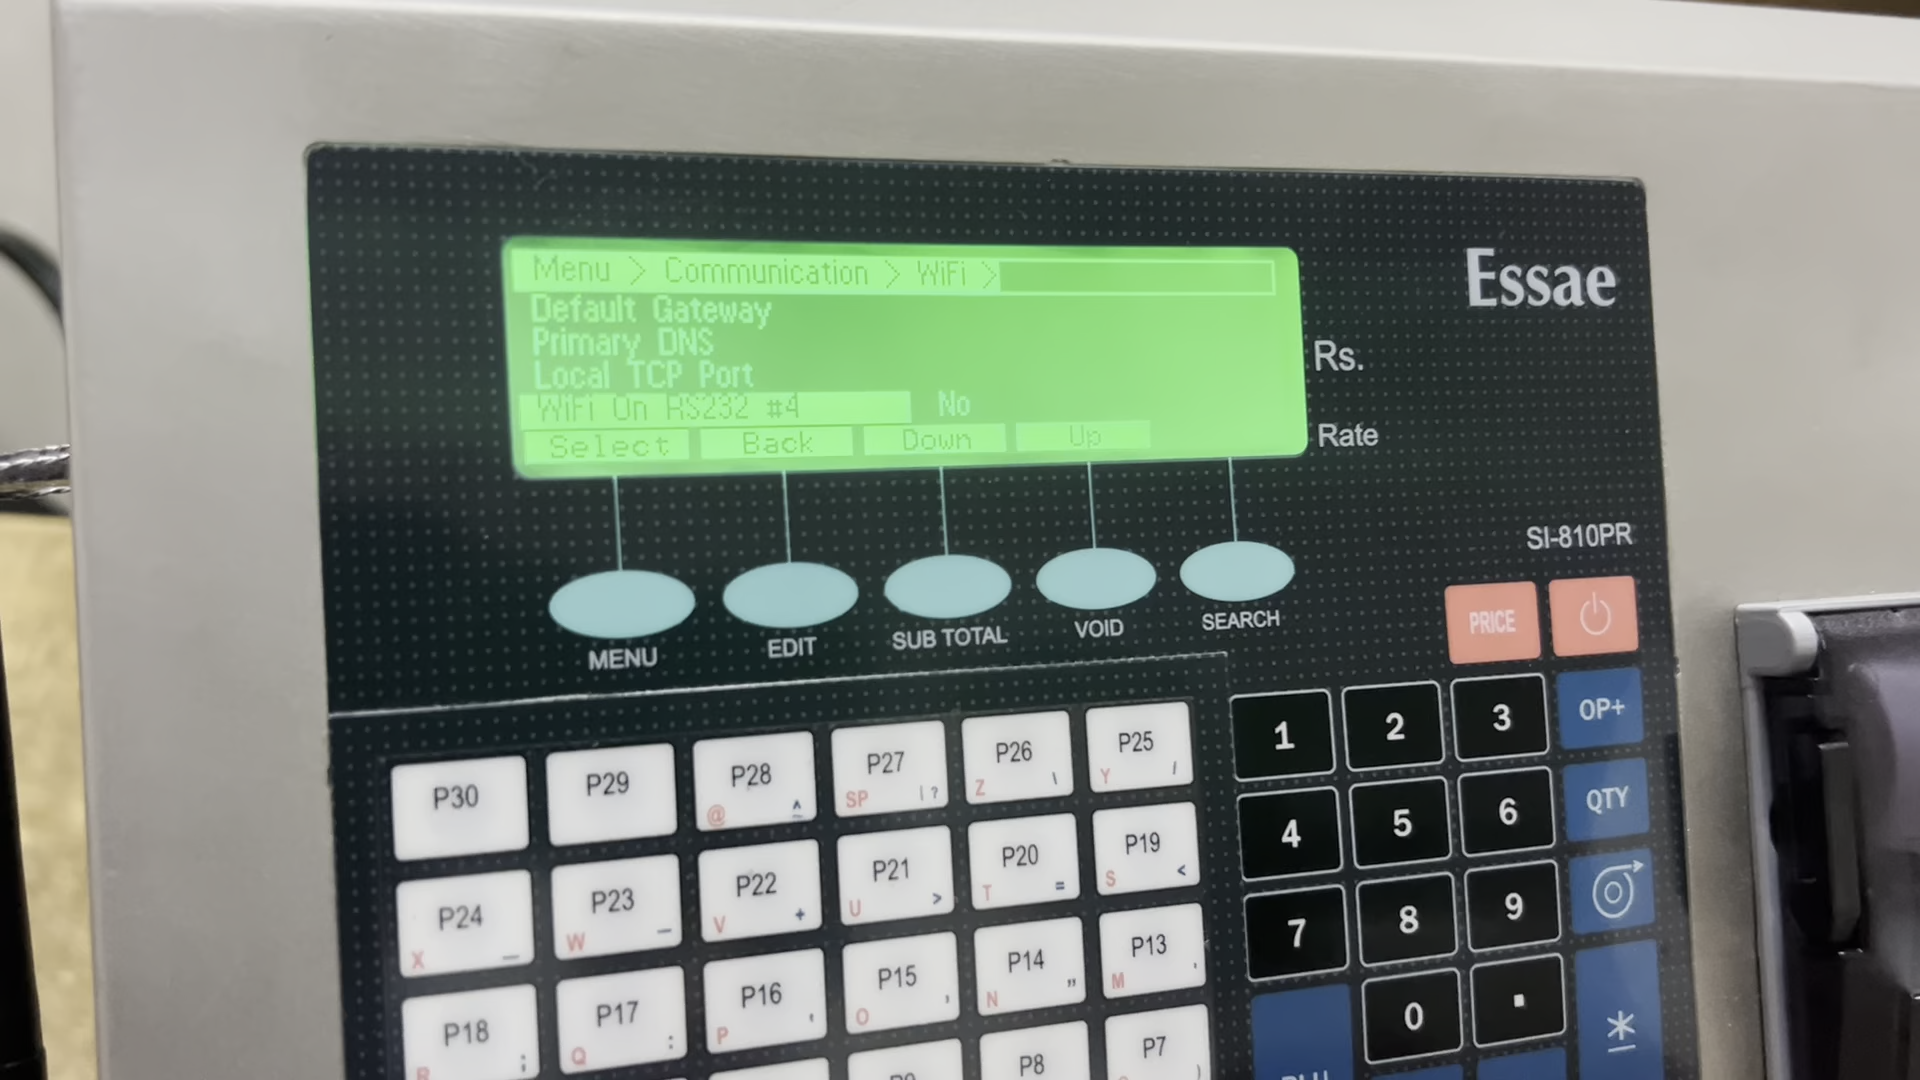 Menu > Communication > WiFi >
Default Gateway
Primary DNS
Local TCP Port
WiFi On RS232 #4 No
Select Back Down Up
Essae
Rs.
Rate
SI-810PR
MENU EDIT SUB TOTAL VOID SEARCH
PRICE
P30 P29 P28 @ ^ P27 SP | ? P26 Z \ P25 Y /
1 2 3 OP+
P24 X _ P23 W – P22 V + P21 U > P20 T = P19 S <
4 5 6 QTY
P18 R ; P17 Q : P16 P ' P15 O ' P14 N " P13 M '
7 8 9
P8 P7 )
0 . *